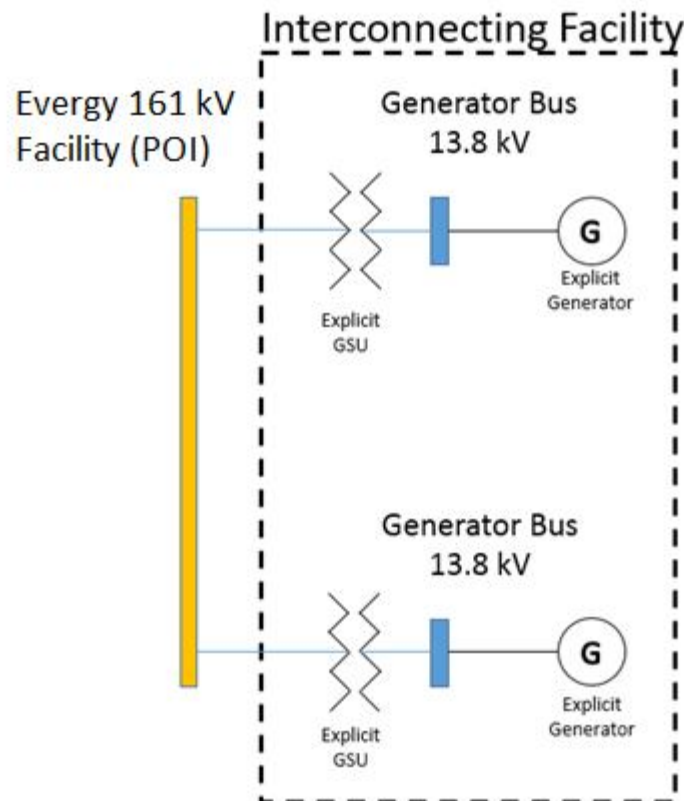 Interconnecting Facility
Evergy 161 kV
Facility (POI)
Generator Bus
13.8 kV
G
Explicit
Generator
Explicit
GSU
Generator Bus
13.8 kV
G
Explicit
Generator
Explicit
GSU